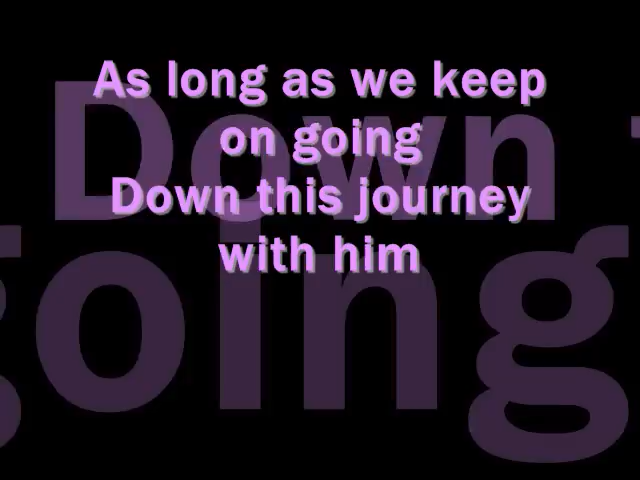 As long as we keep
on going
Down this journey
with him
Down t
going